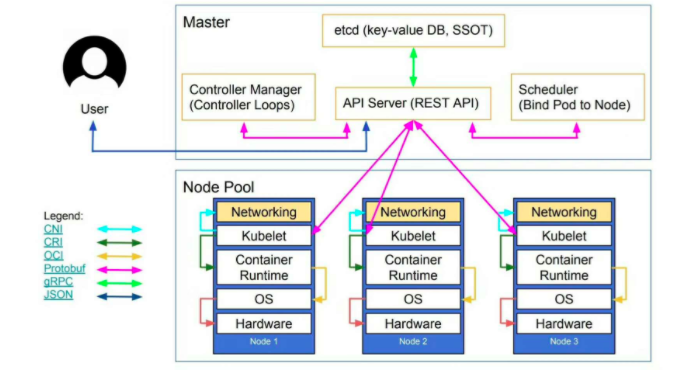 Master
etcd (key-value DB, SSOT)
Controller Manager
(Controller Loops)
API Server (REST API)
Scheduler
(Bind Pod to Node)
User
Node Pool
Networking
Kubelet
Container
Runtime
OS
Hardware
Node 1
Networking
Kubelet
Container
Runtime
OS
Hardware
Node 2
Networking
Kubelet
Container
Runtime
OS
Hardware
Node 3
Legend:
CNI
CRI
OCI
Protobuf
gRPC
JSON